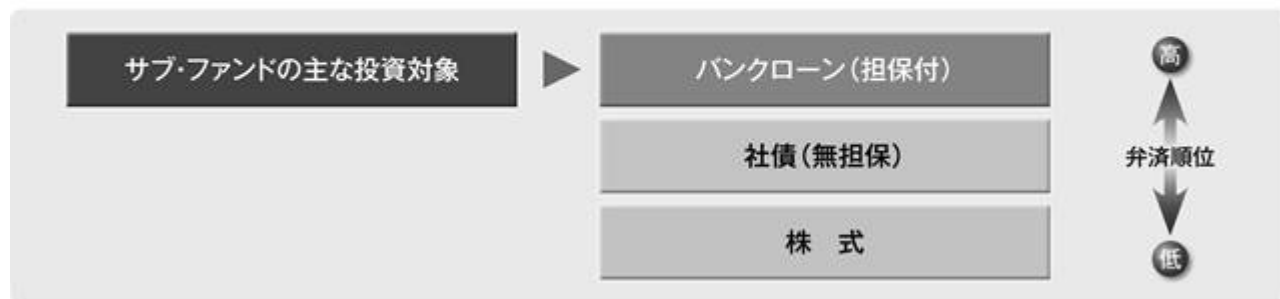 サブ・ファンドの主な投資対象
バンクローン(担保付)
高
社債(無担保)
弁済順位
株 式
低